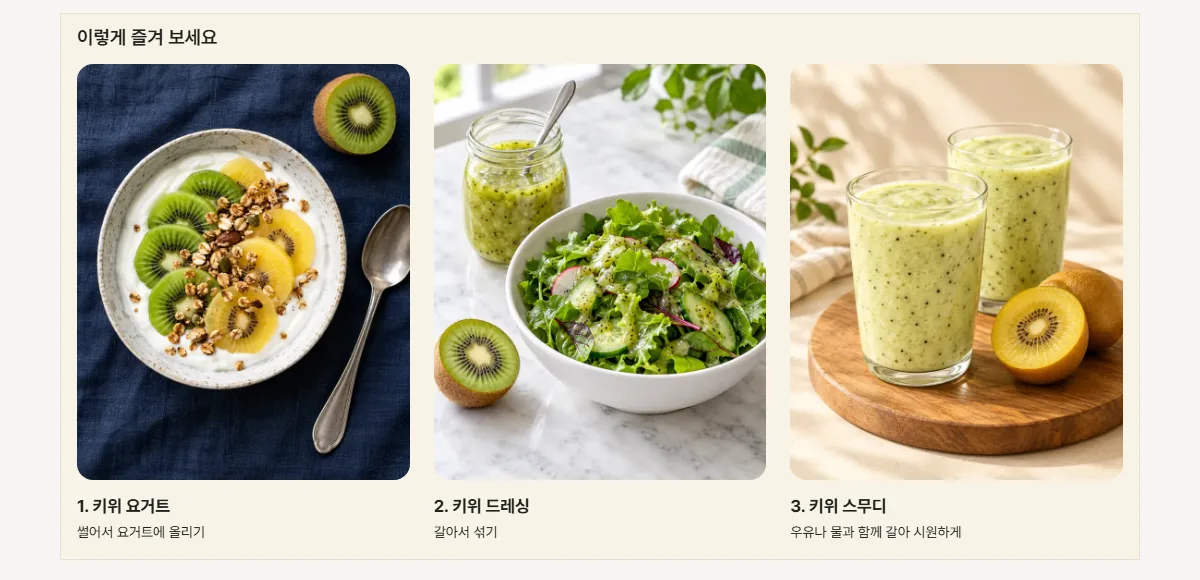 이렇게 즐겨 보세요
1. 키위 요거트
썰어서 요거트에 올리기
2. 키위 드레싱
갈아서 섞기
3. 키위 스무디
우유나 물과 함께 갈아 시원하게